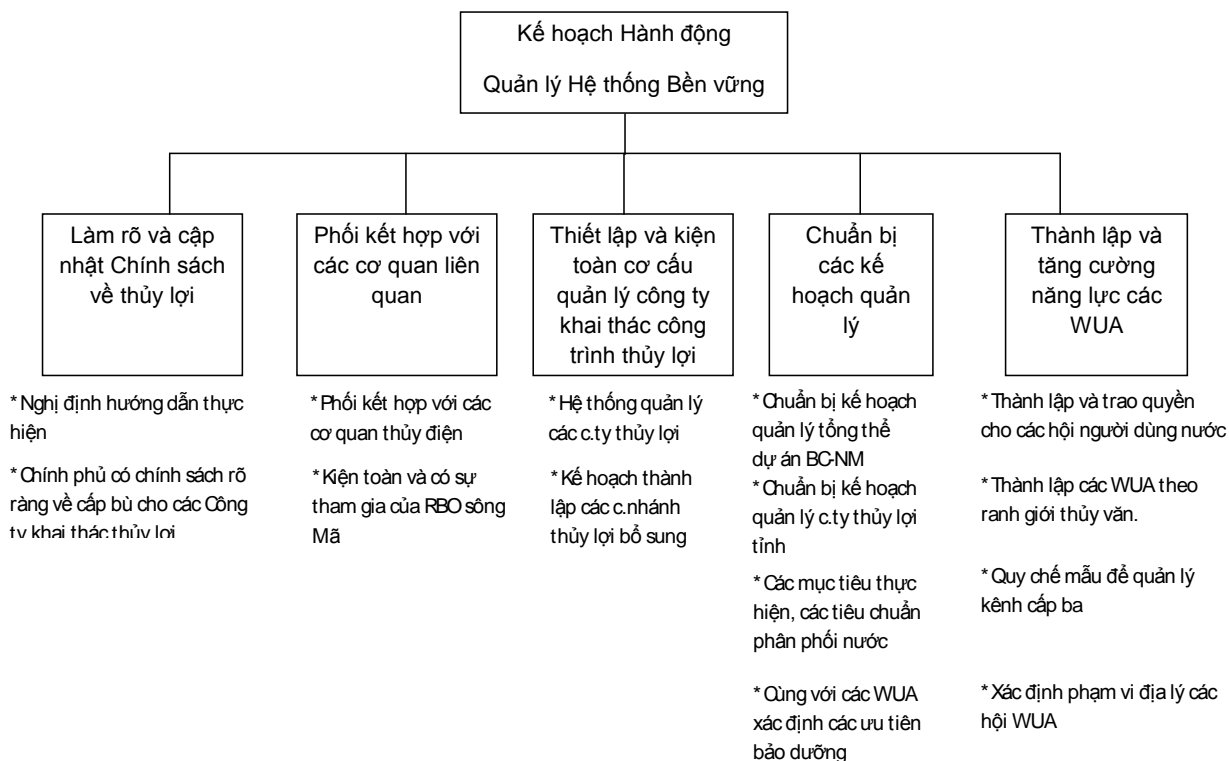 Kế hoạch Hành động
Quản lý Hệ thống Bền vững
Làm rõ và cập
nhật Chính sách
về thủy lợi
Phối kết hợp với
các cơ quan liên
quan
Thiết lập và kiện
toàn cơ cấu
quản lý công ty
khai thác công
trình thủy lợi
Chuẩn bị
các kế
hoạch quản
lý
Thành lập và
tăng cường
năng lực các
WUA
* Nghị định hướng dẫn thực
hiện
* Chính phủ có chính sách rõ
ràng về cấp bù cho các Công
ty khai thác thủy lợi
* Phối kết hợp với các
cơ quan thủy điện
* Kiện toàn và có sự
tham gia của RBO sông
Mã
* Hệ thống quản lý
các c.ty thủy lợi
* Kế hoạch thành
lập các c.nhánh
thủy lợi bổ sung
* Chuẩn bị kế hoạch
quản lý tổng thể
dự án BC-NM
* Chuẩn bị kế hoạch
quản lý c.ty thủy lợi
tỉnh
* Các mục tiêu thực
hiện, các tiêu chuẩn
phân phối nước
* Cùng với các WUA
xác định các ưu tiên
bảo dưỡng
* Thành lập và trao quyền
cho các hội người dùng nước
* Thành lập các WUA theo
ranh giới thủy văn.
* Quy chế mẫu để quản lý
kênh cấp ba
* Xác định phạm vi địa lý các
hội WUA